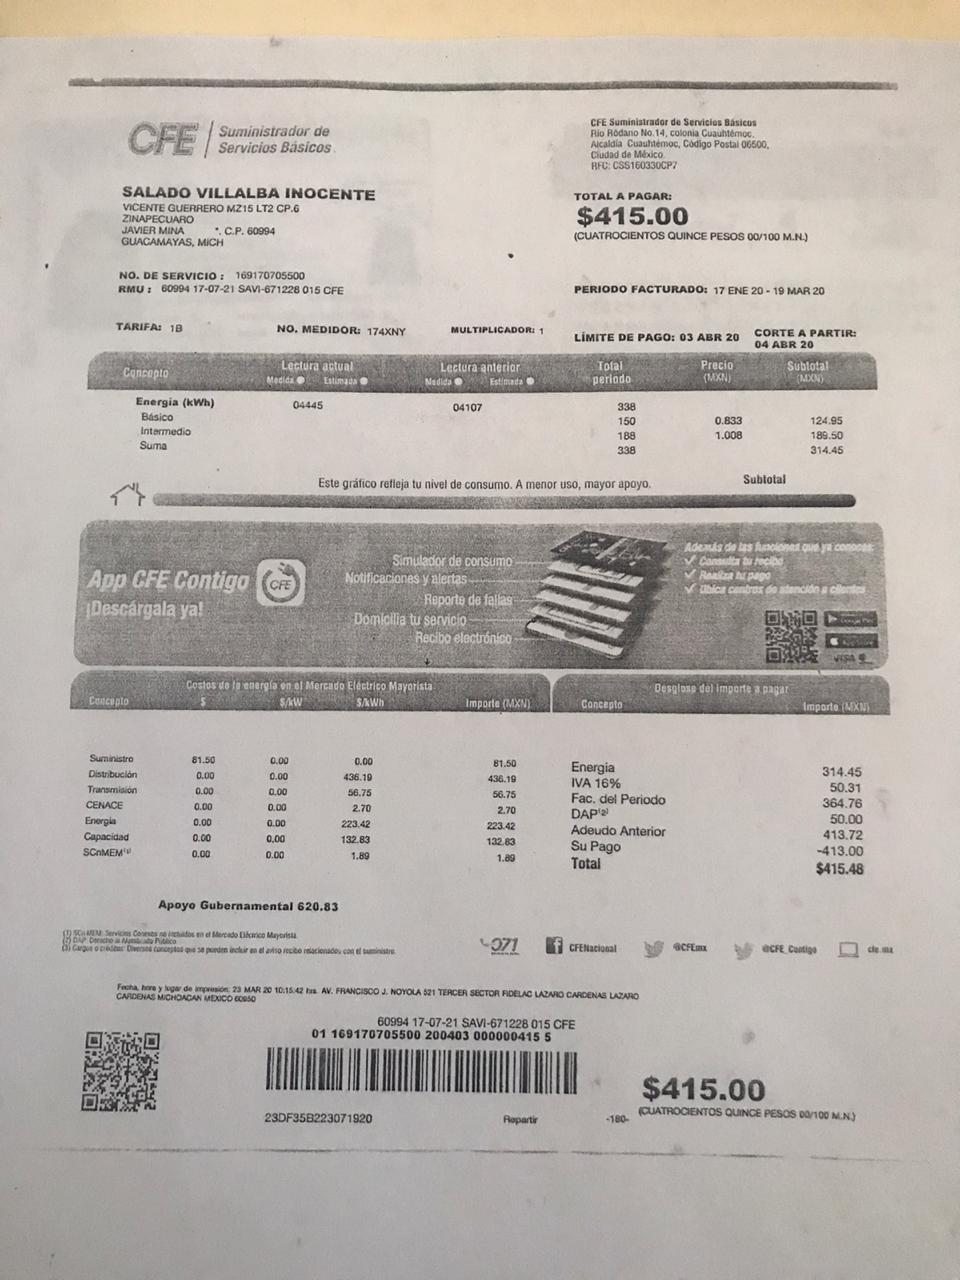 CFE
Suministrador de
Servicios Básicos
CFE Suministrador de Servicios Básicos
Río Ródano No.14, colonia Cuauhtémoc,
Alcaldía Cuauhtémoc, Código Postal 06500,
Ciudad de México.
RFC: CSS160330CP7
SALADO VILLALBA INOCENTE
VICENTE GUERRERO MZ15 LT2 CP.6
ZINAPECUARO
JAVIER MINA *. C.P. 60994
GUACAMAYAS, MICH
TOTAL A PAGAR:
$415.00
(CUATROCIENTOS QUINCE PESOS 00/100 M.N.)
NO. DE SERVICIO : 169170705500
RMU : 60994 17-07-21 SAVI-671228 015 CFE
PERIODO FACTURADO: 17 ENE 20 - 19 MAR 20
TARIFA: 1B NO. MEDIDOR: 174XNY MULTIPLICADOR: 1
LÍMITE DE PAGO: 03 ABR 20 CORTE A PARTIR:
04 ABR 20
Concepto Lectura actual Lectura anterior Total periodo Precio (MXN) Subtotal (MXN)
Medida Estimada Medida Estimada
Energía (kWh) 04445 04107 338
Básico 150 0.833 124.95
Intermedio 188 1.008 189.50
Suma 338 314.45
Este gráfico refleja tu nivel de consumo. A menor uso, mayor apoyo. Subtotal
App CFE Contigo
¡Descárgala ya!
CFE
Simulador de consumo
Notificaciones y alertas
Reporte de fallas
Domicilia tu servicio
Recibo electrónico
Además de las funciones que ya conoces:
✓ Consulta tu recibo
✓ Realiza tu pago
✓ Ubica centros de atención a clientes
VISA
Costos de la energía en el Mercado Eléctrico Mayorista
Concepto $ $/kW $/kWh Importe (MXN)
Suministro 81.50 0.00 0.00 81.50
Distribución 0.00 0.00 436.19 436.19
Transmisión 0.00 0.00 56.75 56.75
CENACE 0.00 0.00 2.70 2.70
Energía 0.00 0.00 223.42 223.42
Capacidad 0.00 0.00 132.83 132.83
SCnMEM(1) 0.00 0.00 1.89 1.89
Desglose del importe a pagar
Concepto Importe (MXN)
Energía 314.45
IVA 16% 50.31
Fac. del Periodo 364.76
DAP(2) 50.00
Adeudo Anterior 413.72
Su Pago -413.00
Total $415.48
Apoyo Gubernamental 620.83
(1) SCnMEM: Servicios Conexos no incluidos en el Mercado Eléctrico Mayorista.
(2) DAP: Derecho al Alumbrado Público
(3) Cargos o créditos: Diversos conceptos que se pueden incluir en el aviso recibo relacionados con el suministro.
071
CFENacional
@CFEmx
@CFE_Contigo
cfe.mx
Fecha, hora y lugar de impresión: 23 MAR 20 10:15:42 hrs. AV. FRANCISCO J. NOYOLA 521 TERCER SECTOR FIDELAC LAZARO CARDENAS LAZARO
CARDENAS MICHOACAN MEXICO 60950
60994 17-07-21 SAVI-671228 015 CFE
01 169170705500 200403 000000415 5
23DF35B223071920 Repartir -180-
$415.00
(CUATROCIENTOS QUINCE PESOS 00/100 M.N.)